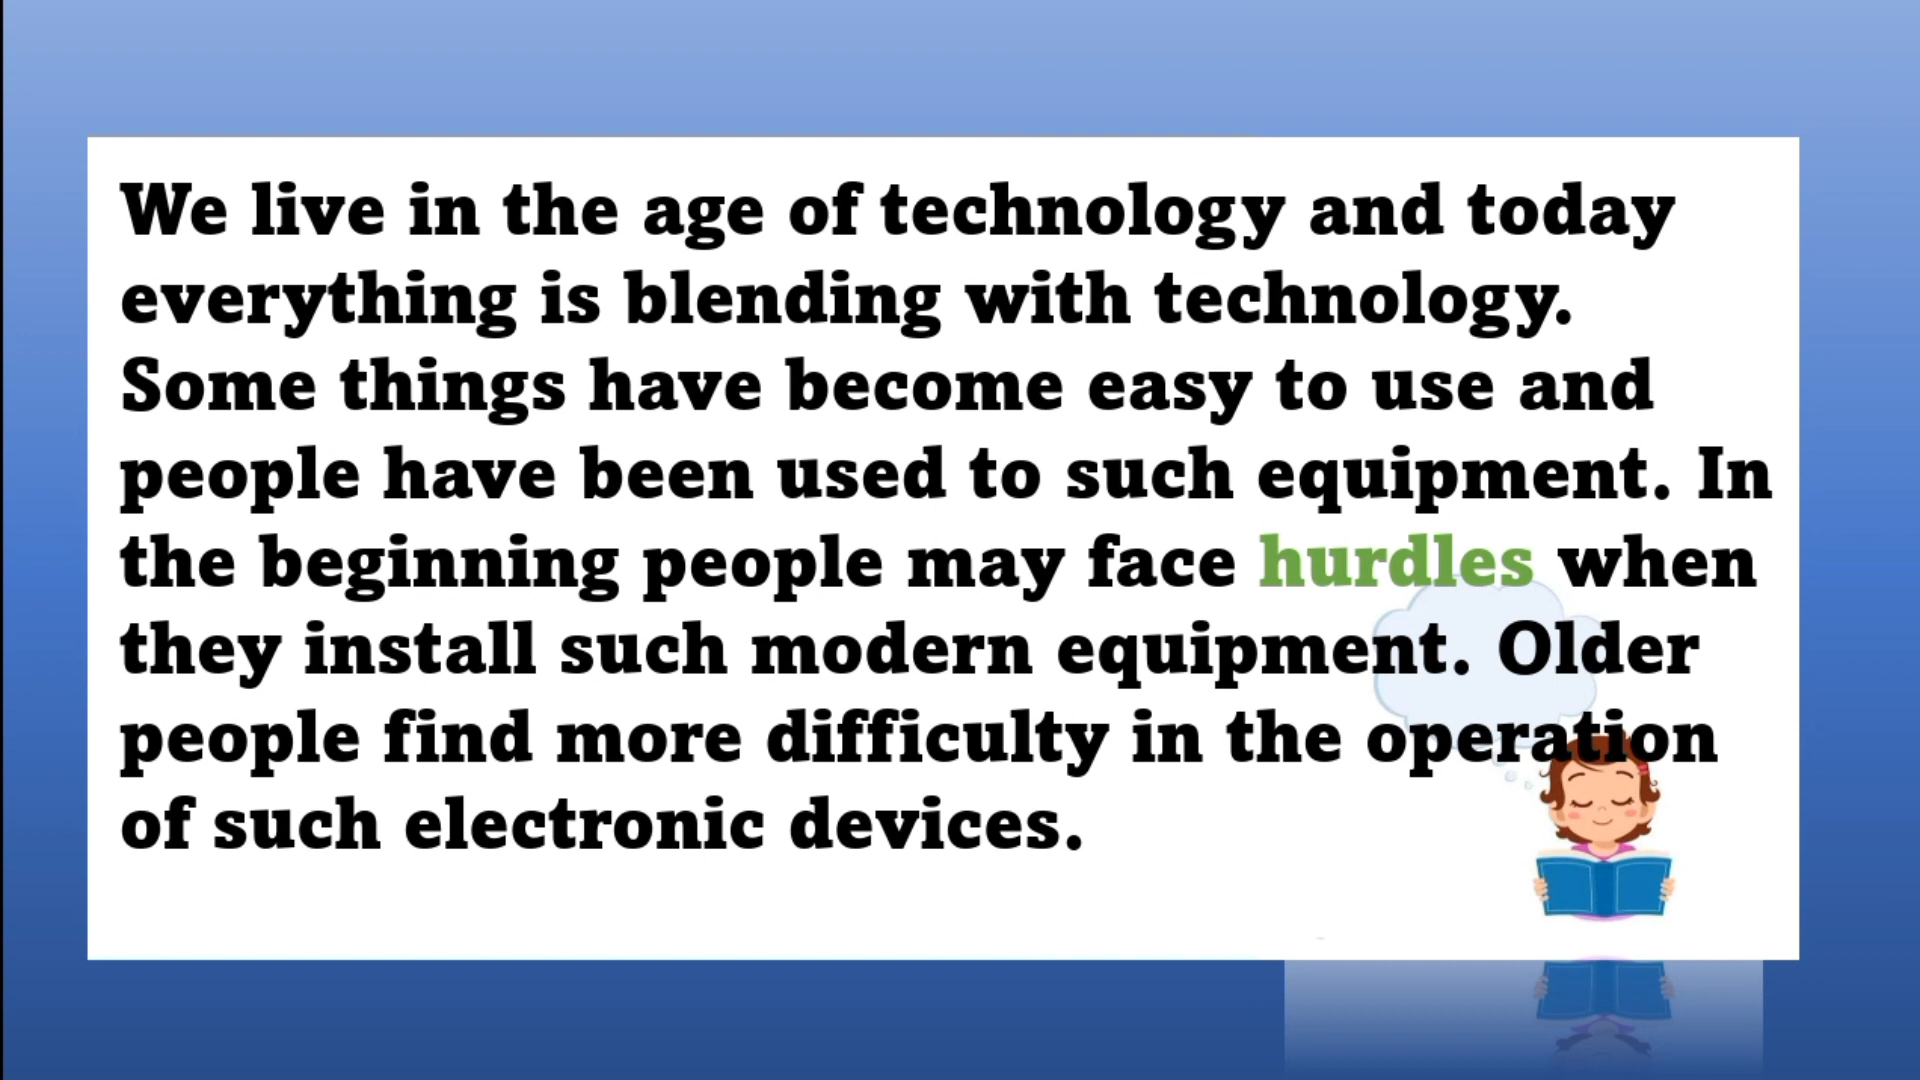 We live in the age of technology and today
everything is blending with technology.
Some things have become easy to use and
people have been used to such equipment. In
the beginning people may face hurdles when
they install such modern equipment. Older
people find more difficulty in the operation
of such electronic devices.